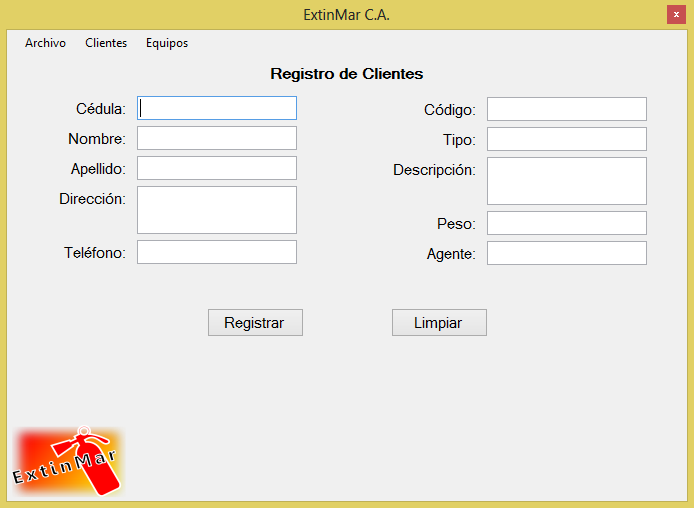 ExtinMar C.A.
x
Archivo Clientes Equipos
Registro de Clientes
Cédula:
Nombre:
Apellido:
Dirección:
Teléfono:
Código:
Tipo:
Descripción:
Peso:
Agente:
Registrar Limpiar
ExtinMar